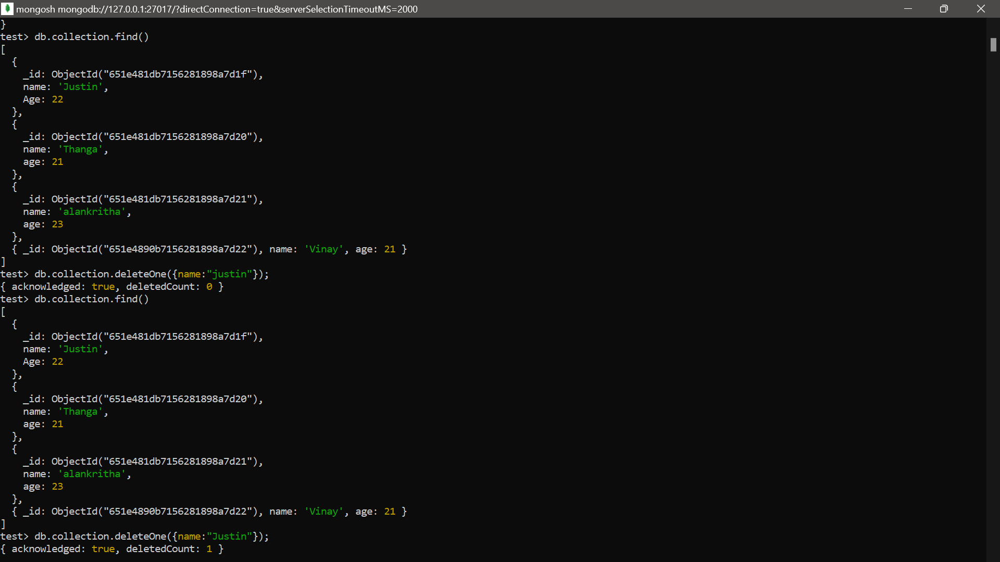 mongosh mongodb://127.0.0.1:27017/?directConnection=true&serverSelectionTimeoutMS=2000
}
test> db.collection.find()
[
  {
    _id: ObjectId("651e481db7156281898a7d1f"),
    name: 'Justin',
    Age: 22
  },
  {
    _id: ObjectId("651e481db7156281898a7d20"),
    name: 'Thanga',
    age: 21
  },
  {
    _id: ObjectId("651e481db7156281898a7d21"),
    name: 'alankritha',
    age: 23
  },
  { _id: ObjectId("651e4890b7156281898a7d22"), name: 'Vinay', age: 21 }
]
test> db.collection.deleteOne({name:"justin"});
{ acknowledged: true, deletedCount: 0 }
test> db.collection.find()
[
  {
    _id: ObjectId("651e481db7156281898a7d1f"),
    name: 'Justin',
    Age: 22
  },
  {
    _id: ObjectId("651e481db7156281898a7d20"),
    name: 'Thanga',
    age: 21
  },
  {
    _id: ObjectId("651e481db7156281898a7d21"),
    name: 'alankritha',
    age: 23
  },
  { _id: ObjectId("651e4890b7156281898a7d22"), name: 'Vinay', age: 21 }
]
test> db.collection.deleteOne({name:"Justin"});
{ acknowledged: true, deletedCount: 1 }